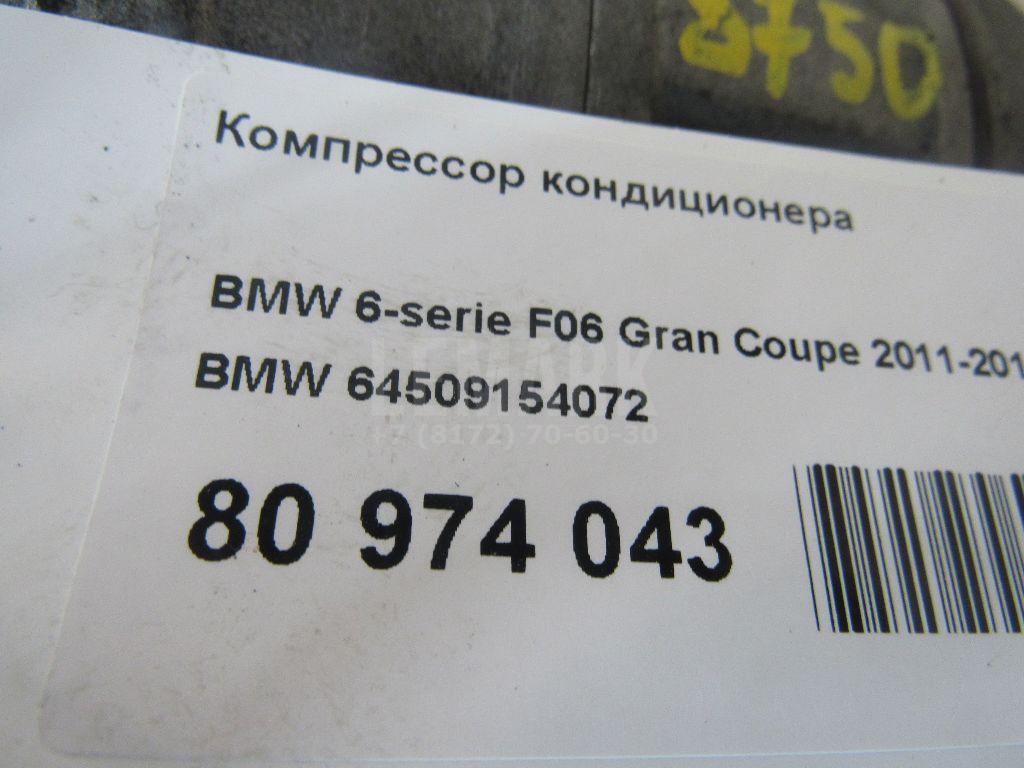 8750
Компрессор кондиционера
BMW 6-serie F06 Gran Coupe 2011-201
BMW 64509154072
LEMARK
+7 (8172) 70-60-30
80 974 043